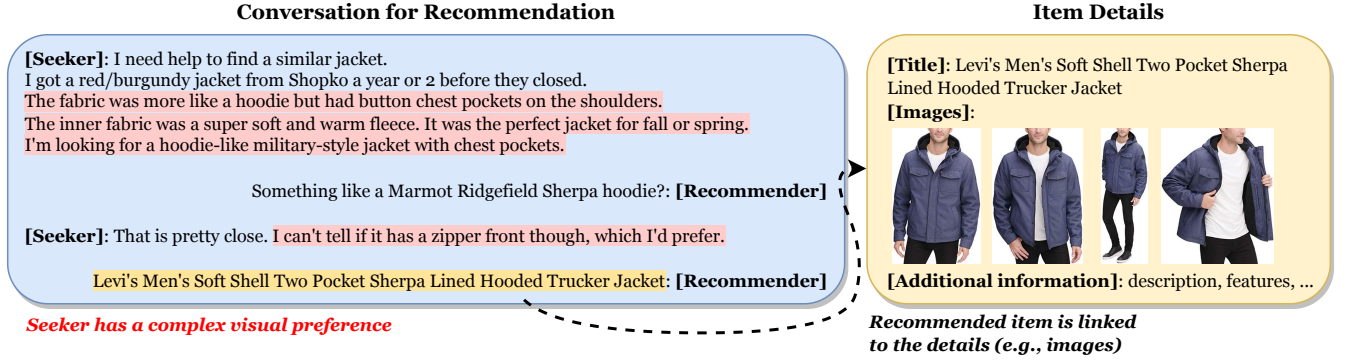 Conversation for Recommendation
[Seeker]: I need help to find a similar jacket.
I got a red/burgundy jacket from Shopko a year or 2 before they closed.
The fabric was more like a hoodie but had button chest pockets on the shoulders.
The inner fabric was a super soft and warm fleece. It was the perfect jacket for fall or spring.
I'm looking for a hoodie-like military-style jacket with chest pockets.
Something like a Marmot Ridgefield Sherpa hoodie?: [Recommender]
[Seeker]: That is pretty close. I can't tell if it has a zipper front though, which I'd prefer.
Levi's Men's Soft Shell Two Pocket Sherpa Lined Hooded Trucker Jacket: [Recommender]
Seeker has a complex visual preference
Item Details
[Title]: Levi's Men's Soft Shell Two Pocket Sherpa
Lined Hooded Trucker Jacket
[Images]:
[Additional information]: description, features, ...
Recommended item is linked
to the details (e.g., images)